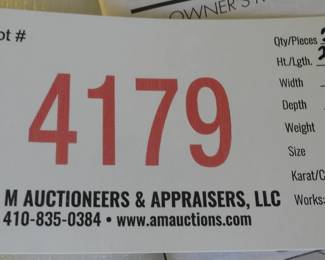 OWNER'S
ot #
4179
M AUCTIONEERS & APPRAISERS, LLC
410-835-0384 • www.amauctions.com
Qty/Pieces
Ht./Lgth.
Width
Depth
Weight
Size
Karat/C
Works